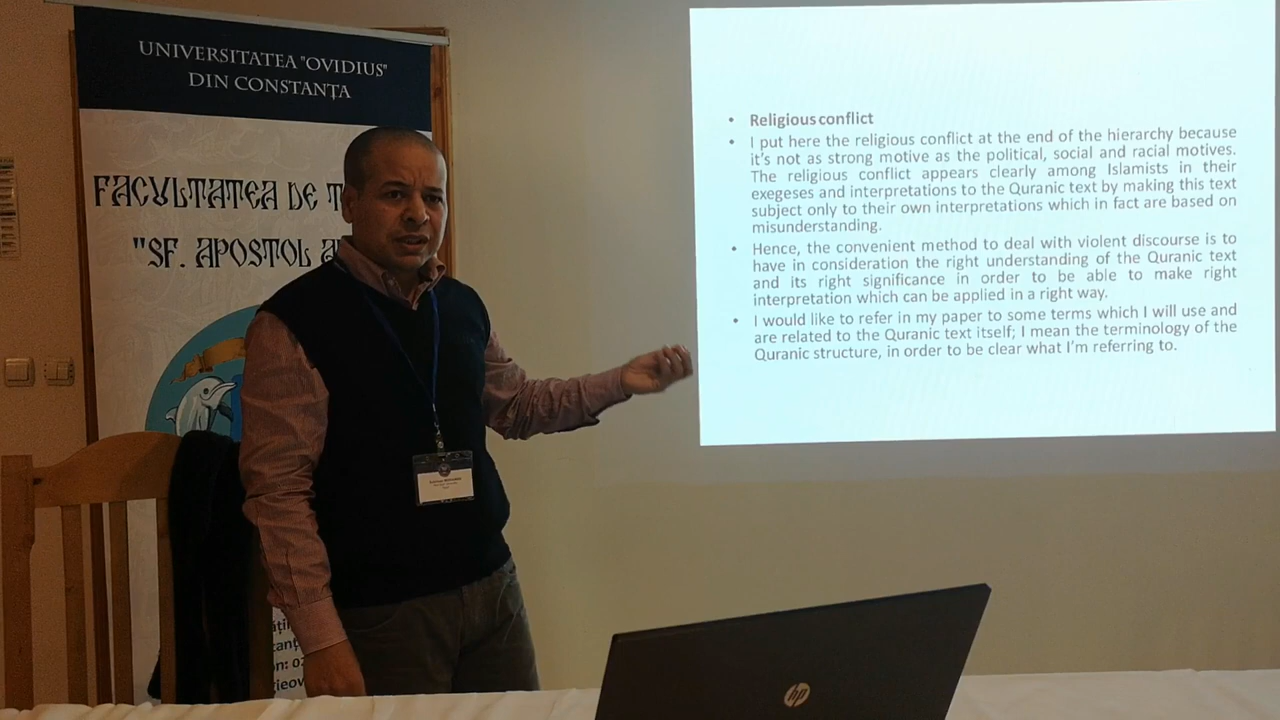 UNIVERSITATEA "OVIDIUS"
DIN CONSTANȚA
FACULTATEA DE T
"SF. APOSTOL A
• Religious conflict
• I put here the religious conflict at the end of the hierarchy because
it's not as strong motive as the political, social and racial motives.
The religious conflict appears clearly among Islamists in their
exegeses and interpretations to the Quranic text by making this text
subject only to their own interpretations which in fact are based on
misunderstanding.
• Hence, the convenient method to deal with violent discourse is to
have in consideration the right understanding of the Quranic text
and its right significance in order to be able to make right
interpretation which can be applied in a right way.
• I would like to refer in my paper to some terms which I will use and
are related to the Quranic text itself; I mean the terminology of the
Quranic structure, in order to be clear what I'm referring to.
hp